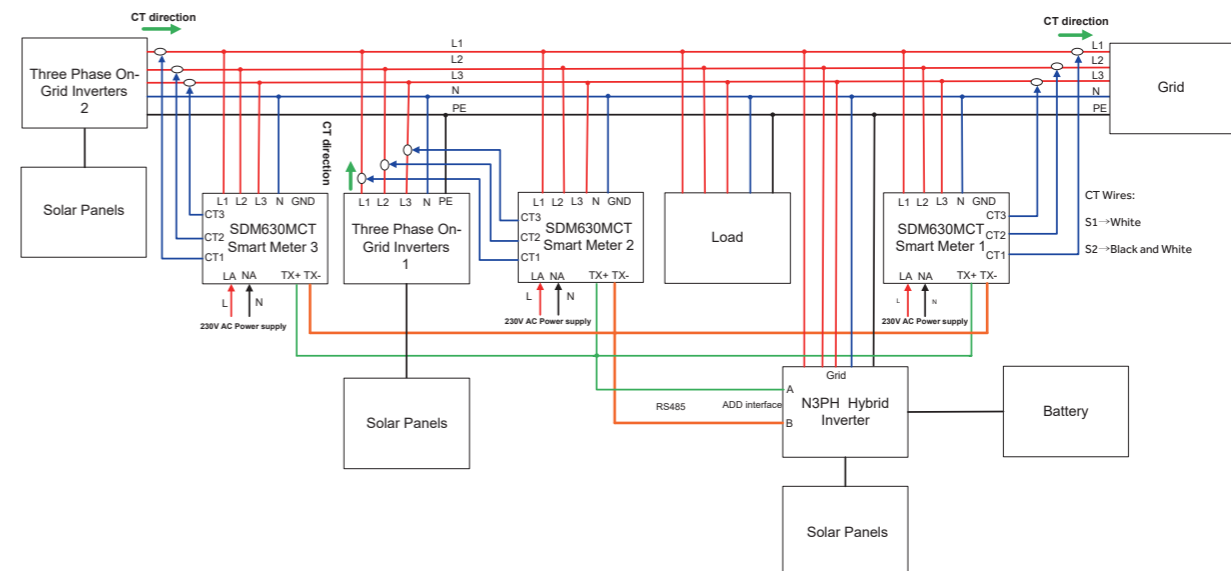 CT direction
CT direction
L1
L2
L3
N
PE
L1
L2
L3
N
PE
Three Phase On-
Grid Inverters
2
Grid
Solar Panels
CT direction
L1 L2 L3 N GND
CT3
CT2
CT1
SDM630MCT
Smart Meter 3
LA NA TX+ TX-
L N
230V AC Power supply
L1 L2 L3 N PE
Three Phase On-
Grid Inverters
1
L1 L2 L3 N GND
CT3
CT2
CT1
SDM630MCT
Smart Meter 2
LA NA TX+ TX-
L N
230V AC Power supply
Load
L1 L2 L3 N GND
CT3
CT2
CT1
SDM630MCT
Smart Meter 1
LA NA TX+ TX-
L N
230V AC Power supply
CT Wires:
S1→White
S2→Black and White
Solar Panels
RS485
ADD interface
Grid
A
B
N3PH Hybrid
Inverter
Battery
Solar Panels